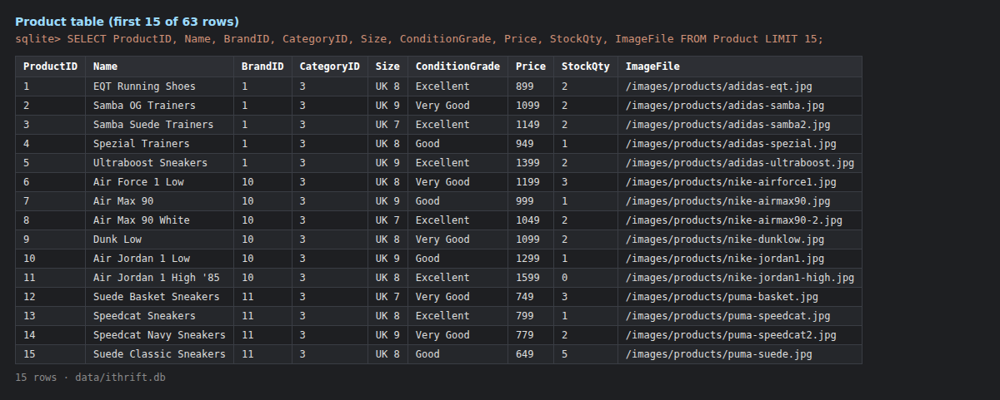 Product table (first 15 of 63 rows)
sqlite> SELECT ProductID, Name, BrandID, CategoryID, Size, ConditionGrade, Price, StockQty, ImageFile FROM Product LIMIT 15;
ProductID Name BrandID CategoryID Size ConditionGrade Price StockQty ImageFile
1 EQT Running Shoes 1 3 UK 8 Excellent 899 2 /images/products/adidas-eqt.jpg
2 Samba OG Trainers 1 3 UK 9 Very Good 1099 2 /images/products/adidas-samba.jpg
3 Samba Suede Trainers 1 3 UK 7 Excellent 1149 2 /images/products/adidas-samba2.jpg
4 Spezial Trainers 1 3 UK 8 Good 949 1 /images/products/adidas-spezial.jpg
5 Ultraboost Sneakers 1 3 UK 9 Excellent 1399 2 /images/products/adidas-ultraboost.jpg
6 Air Force 1 Low 10 3 UK 8 Very Good 1199 3 /images/products/nike-airforce1.jpg
7 Air Max 90 10 3 UK 9 Good 999 1 /images/products/nike-airmax90.jpg
8 Air Max 90 White 10 3 UK 7 Excellent 1049 2 /images/products/nike-airmax90-2.jpg
9 Dunk Low 10 3 UK 8 Very Good 1099 2 /images/products/nike-dunklow.jpg
10 Air Jordan 1 Low 10 3 UK 9 Good 1299 1 /images/products/nike-jordan1.jpg
11 Air Jordan 1 High '85 10 3 UK 8 Excellent 1599 0 /images/products/nike-jordan1-high.jpg
12 Suede Basket Sneakers 11 3 UK 7 Very Good 749 3 /images/products/puma-basket.jpg
13 Speedcat Sneakers 11 3 UK 8 Excellent 799 1 /images/products/puma-speedcat.jpg
14 Speedcat Navy Sneakers 11 3 UK 9 Very Good 779 2 /images/products/puma-speedcat2.jpg
15 Suede Classic Sneakers 11 3 UK 8 Good 649 5 /images/products/puma-suede.jpg
15 rows · data/ithrift.db